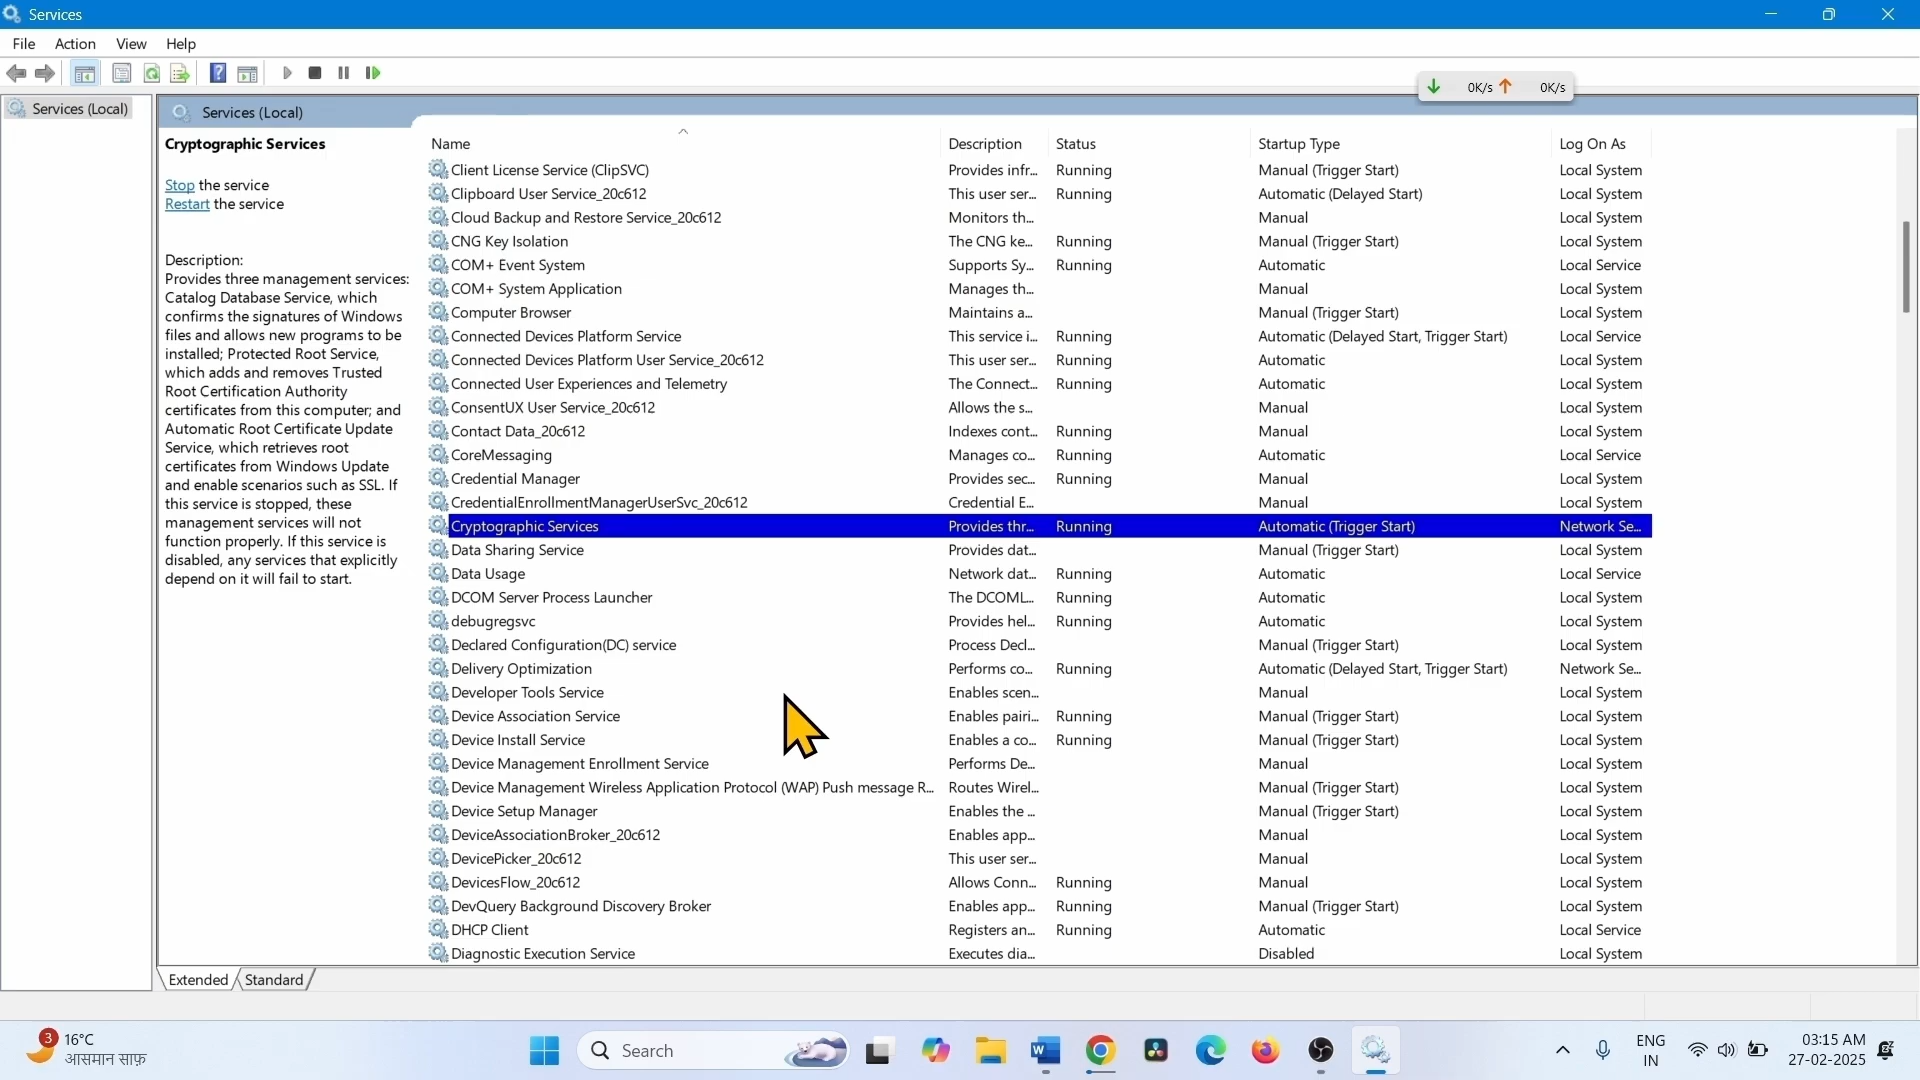 Services
File Action View Help
0K/s 0K/s
Services (Local)
Services (Local)
Cryptographic Services
Stop the service
Restart the service
Description:
Provides three management services:
Catalog Database Service, which
confirms the signatures of Windows
files and allows new programs to be
installed; Protected Root Service,
which adds and removes Trusted
Root Certification Authority
certificates from this computer; and
Automatic Root Certificate Update
Service, which retrieves root
certificates from Windows Update
and enable scenarios such as SSL. If
this service is stopped, these
management services will not
function properly. If this service is
disabled, any services that explicitly
depend on it will fail to start.
Name Description Status Startup Type Log On As
Client License Service (ClipSVC) Provides infr... Running Manual (Trigger Start) Local System
Clipboard User Service_20c612 This user ser... Running Automatic (Delayed Start) Local System
Cloud Backup and Restore Service_20c612 Monitors th... Manual Local System
CNG Key Isolation The CNG ke... Running Manual (Trigger Start) Local System
COM+ Event System Supports Sy... Running Automatic Local Service
COM+ System Application Manages th... Manual Local System
Computer Browser Maintains a... Manual (Trigger Start) Local System
Connected Devices Platform Service This service i... Running Automatic (Delayed Start, Trigger Start) Local Service
Connected Devices Platform User Service_20c612 This user ser... Running Automatic Local System
Connected User Experiences and Telemetry The Connect... Running Automatic Local System
ConsentUX User Service_20c612 Allows the s... Manual Local System
Contact Data_20c612 Indexes cont... Running Manual Local System
CoreMessaging Manages co... Running Automatic Local Service
Credential Manager Provides sec... Running Manual Local System
CredentialEnrollmentManagerUserSvc_20c612 Credential E... Manual Local System
Cryptographic Services Provides thr... Running Automatic (Trigger Start) Network Se...
Data Sharing Service Provides dat... Manual (Trigger Start) Local System
Data Usage Network dat... Running Automatic Local Service
DCOM Server Process Launcher The DCOML... Running Automatic Local System
debugregsvc Provides hel... Running Automatic Local System
Declared Configuration(DC) service Process Decl... Manual (Trigger Start) Local System
Delivery Optimization Performs co... Running Automatic (Delayed Start, Trigger Start) Network Se...
Developer Tools Service Enables scen... Manual Local System
Device Association Service Enables pairi... Running Manual (Trigger Start) Local System
Device Install Service Enables a co... Running Manual (Trigger Start) Local System
Device Management Enrollment Service Performs De... Manual Local System
Device Management Wireless Application Protocol (WAP) Push message R... Routes Wirel... Manual (Trigger Start) Local System
Device Setup Manager Enables the ... Manual (Trigger Start) Local System
DeviceAssociationBroker_20c612 Enables app... Manual Local System
DevicePicker_20c612 This user ser... Manual Local System
DevicesFlow_20c612 Allows Conn... Running Manual Local System
DevQuery Background Discovery Broker Enables app... Running Manual (Trigger Start) Local System
DHCP Client Registers an... Running Automatic Local Service
Diagnostic Execution Service Executes dia... Disabled Local System
Extended Standard
3 16°C
आसमान साफ़
Search
ENG
IN
03:15 AM
27-02-2025